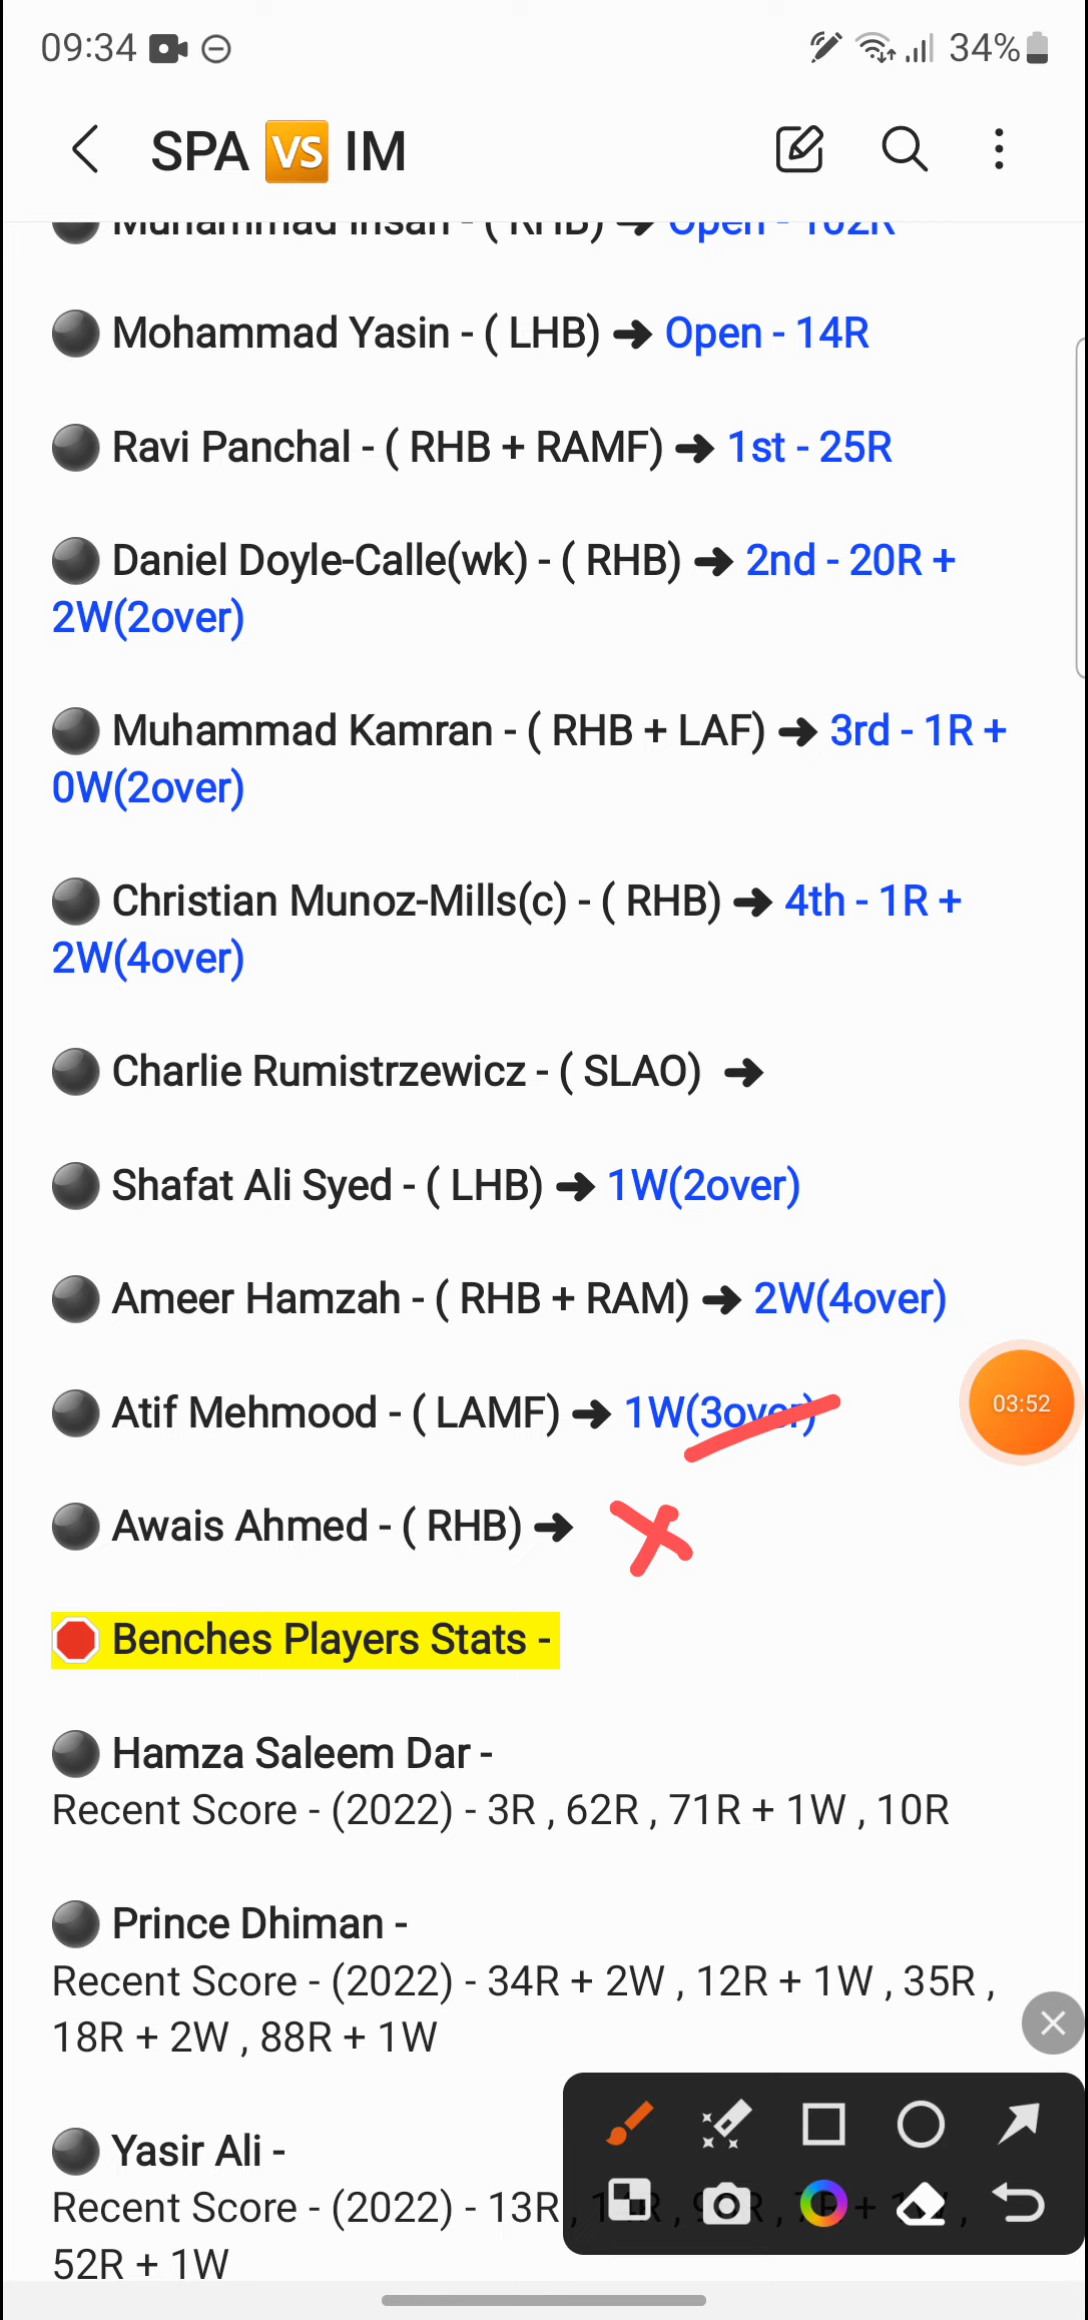 09:34
34%
SPA VS IM
Mohammad Yasin - ( LHB) ➔ Open - 14R
Ravi Panchal - ( RHB + RAMF) ➔ 1st - 25R
Daniel Doyle-Calle(wk) - ( RHB) ➔ 2nd - 20R +
2W(2over)
Muhammad Kamran - ( RHB + LAF) ➔ 3rd - 1R +
0W(2over)
Christian Munoz-Mills(c) - ( RHB) ➔ 4th - 1R +
2W(4over)
Charlie Rumistrzewicz - ( SLAO) ➔
Shafat Ali Syed - ( LHB) ➔ 1W(2over)
Ameer Hamzah - ( RHB + RAM) ➔ 2W(4over)
03:52
Atif Mehmood - ( LAMF) ➔ 1W(3over)
Awais Ahmed - ( RHB) ➔
Benches Players Stats -
Hamza Saleem Dar -
Recent Score - (2022) - 3R , 62R , 71R + 1W , 10R
Prince Dhiman -
Recent Score - (2022) - 34R + 2W , 12R + 1W , 35R ,
18R + 2W , 88R + 1W
Yasir Ali -
Recent Score - (2022) - 13R
52R + 1W